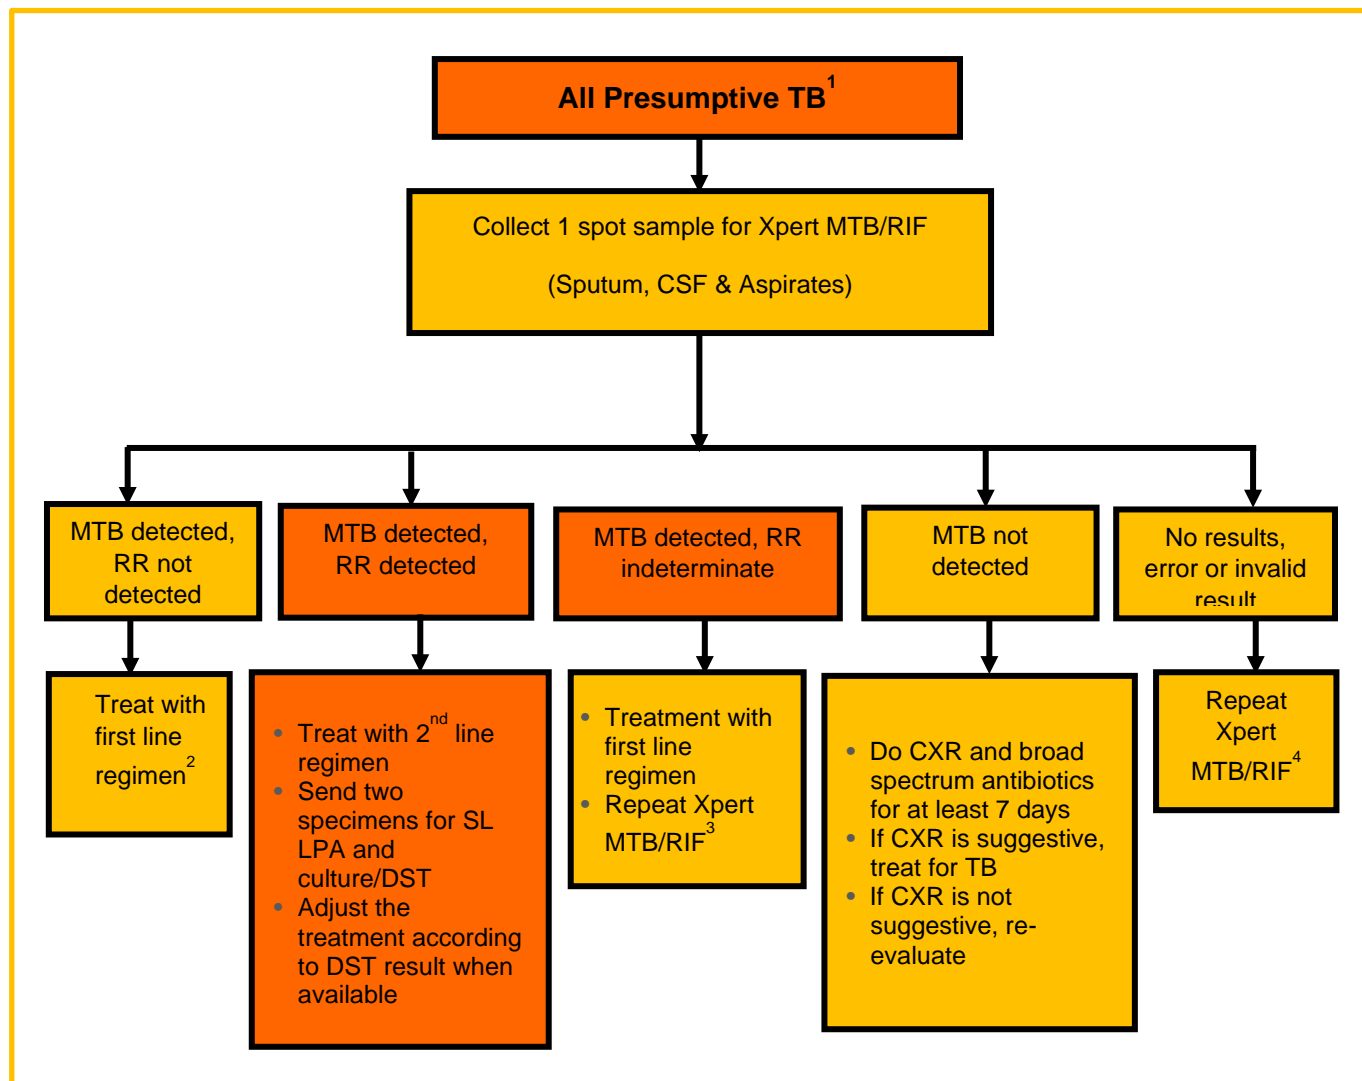 All Presumptive TB1
Collect 1 spot sample for Xpert MTB/RIF
(Sputum, CSF & Aspirates)
MTB detected,
RR not
detected
MTB detected,
RR detected
MTB detected, RR
indeterminate
MTB not
detected
No results,
error or invalid
result
Treat with
first line
regimen2
• Treat with 2nd line
regimen
• Send two
specimens for SL
LPA and
culture/DST
• Adjust the
treatment according
to DST result when
available
• Treatment with
first line
regimen
• Repeat Xpert
MTB/RIF3
• Do CXR and broad
spectrum antibiotics
for at least 7 days
• If CXR is suggestive,
treat for TB
• If CXR is not
suggestive, re-
evaluate
Repeat
Xpert
MTB/RIF4